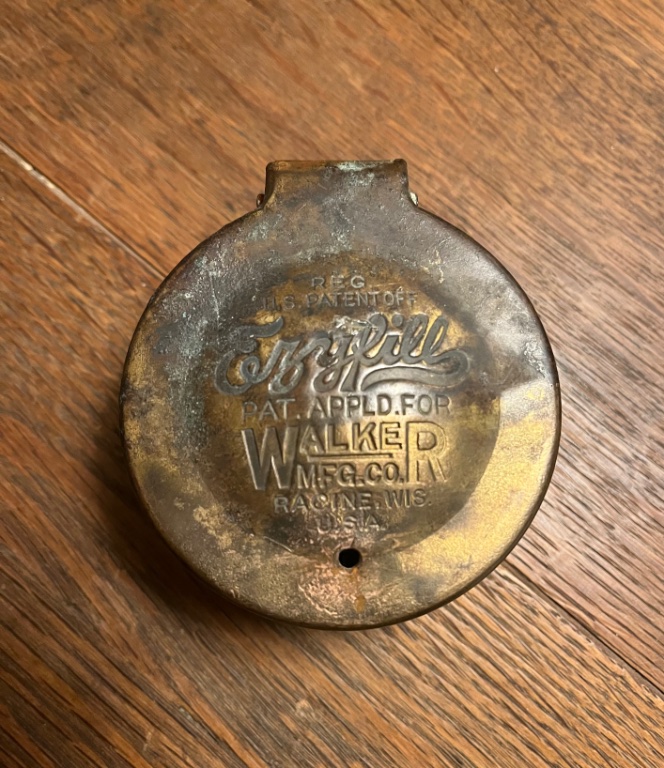 REG
U.S. PATENT OFF
Ezyfill
PAT. APPLD. FOR
WALKER
MFG. CO.
RACINE. WIS.
U.S.A.